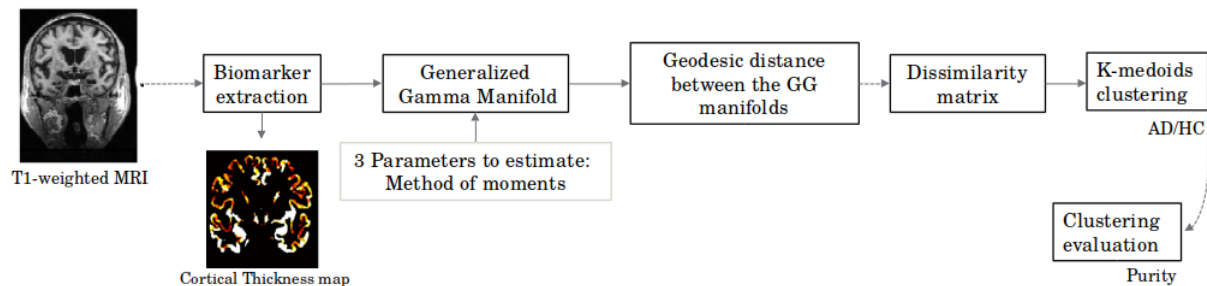 T1-weighted MRI
Biomarker
extraction
Cortical Thickness map
Generalized
Gamma Manifold
3 Parameters to estimate:
Method of moments
Geodesic distance
between the GG
manifolds
Dissimilarity
matrix
K-medoids
clustering
AD/HC
Clustering
evaluation
Purity